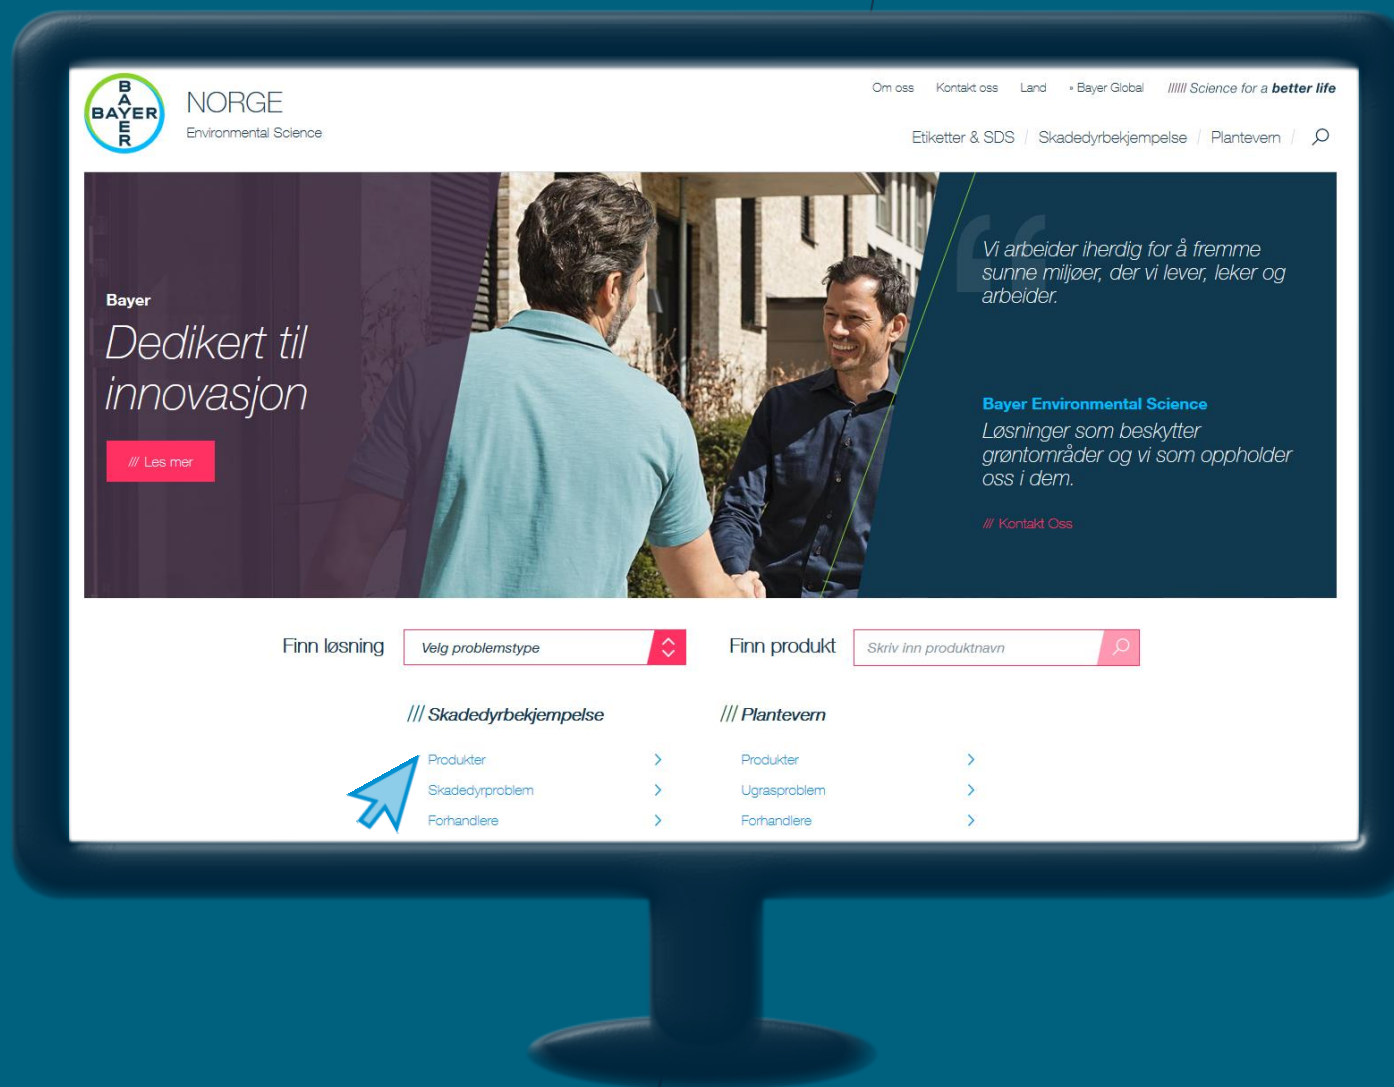 BAYER
BAYER
NORGE
Environmental Science
Om oss Kontakt oss Land » Bayer Global ////// Science for a better life
Etiketter & SDS / Skadedyrbekjempelse / Plantevern /
Bayer
Dedikert til
innovasjon
/// Les mer
“
Vi arbeider iherdig for å fremme
sunne miljøer, der vi lever, leker og
arbeider.
Bayer Environmental Science
Løsninger som beskytter
grøntområder og vi som oppholder
oss i dem.
/// Kontakt Oss
Finn løsning Velg problemstype Finn produkt Skriv inn produktnavn
/// Skadedyrbekjempelse
Produkter
Skadedyrproblem
Forhandlere
/// Plantevern
Produkter
Ugrasproblem
Forhandlere